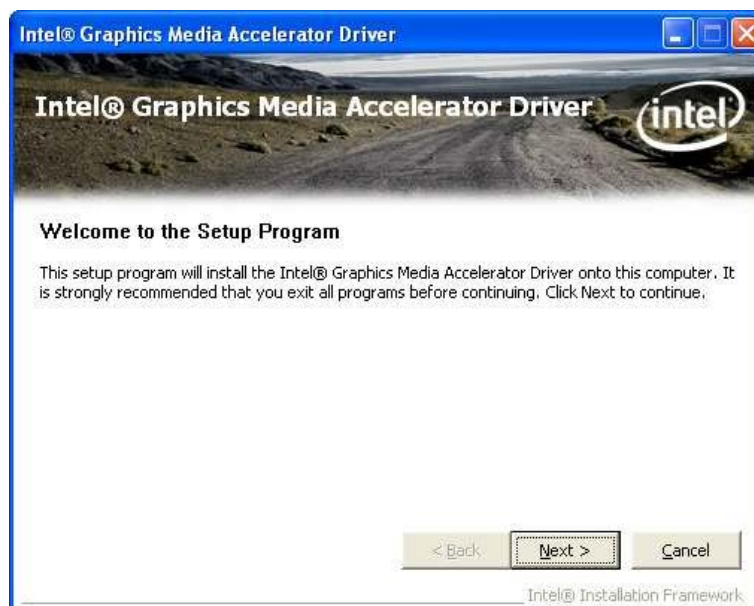 Intel® Graphics Media Accelerator Driver
Intel® Graphics Media Accelerator Driver
intel
Welcome to the Setup Program
This setup program will install the Intel® Graphics Media Accelerator Driver onto this computer. It
is strongly recommended that you exit all programs before continuing. Click Next to continue.
< Back
Next >
Cancel
Intel® Installation Framework